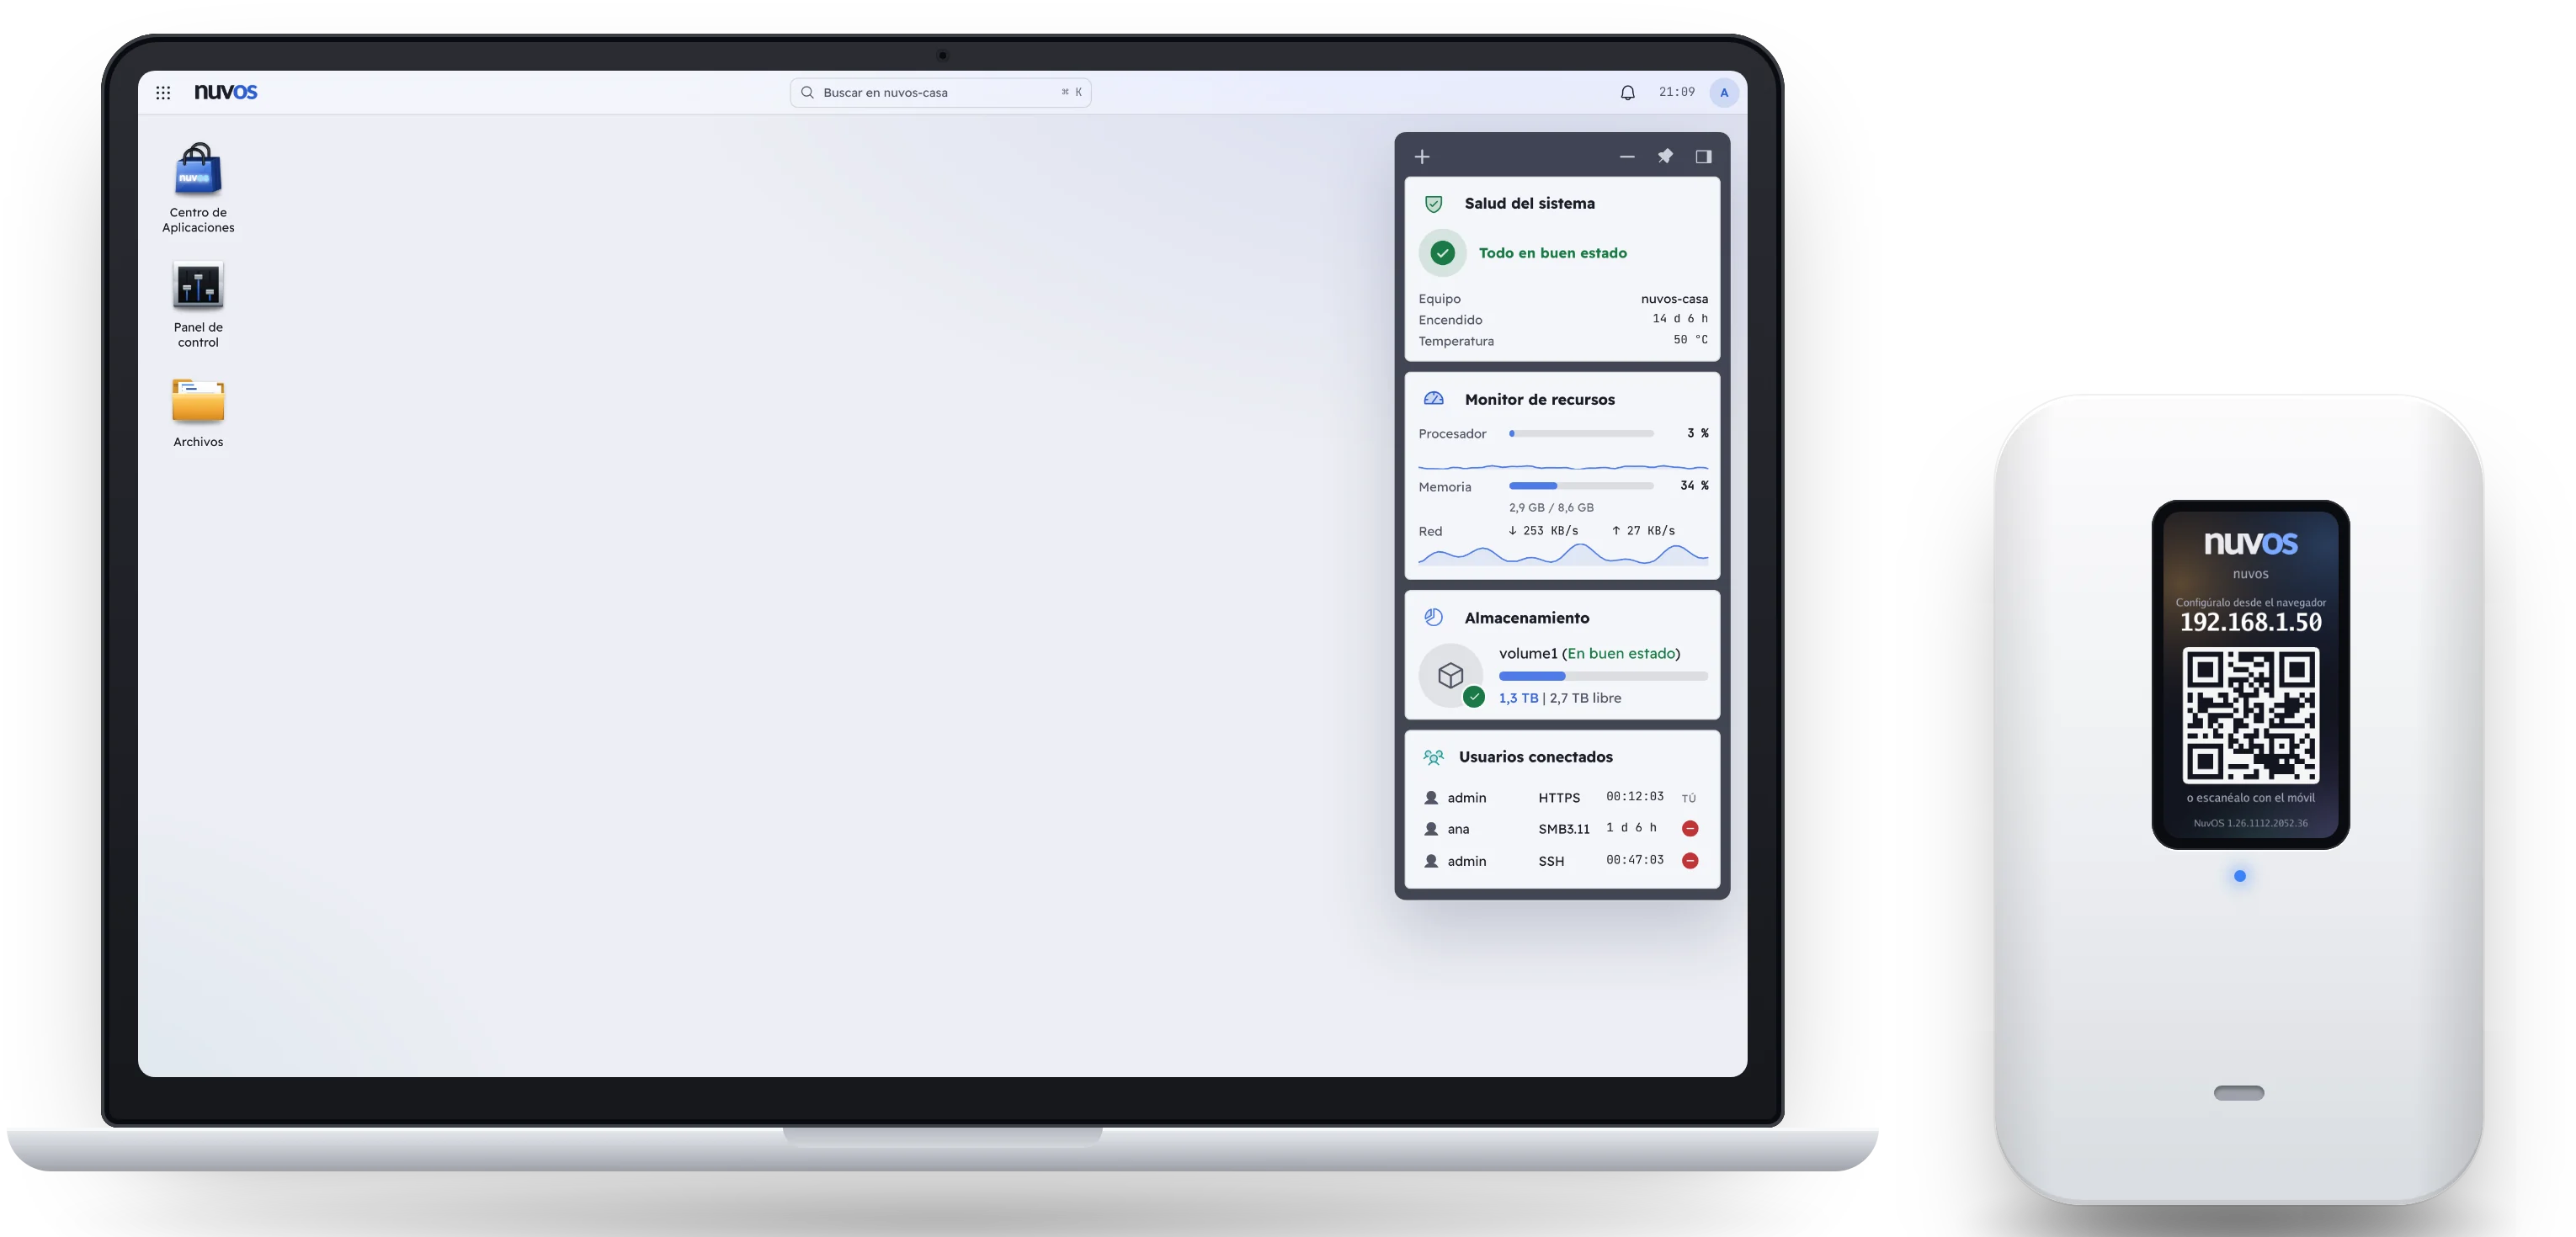 nuvos
Buscar en nuvos-casa ⌘ K
21:09
A
nuvos
Centro de
Aplicaciones
Panel de
control
Archivos
Salud del sistema
Todo en buen estado
Equipo nuvos-casa
Encendido 14 d 6 h
Temperatura 50 °C
Monitor de recursos
Procesador 3 %
Memoria 34 %
2,9 GB / 8,6 GB
Red ↓ 253 KB/s ↑ 27 KB/s
Almacenamiento
volume1 (En buen estado)
1,3 TB | 2,7 TB libre
Usuarios conectados
admin HTTPS 00:12:03 TÚ
ana SMB3.11 1 d 6 h
admin SSH 00:47:03
nuvos
nuvos
Configúralo desde el navegador
192.168.1.50
o escanéalo con el móvil
NuvOS 1.26.1112.2052.36